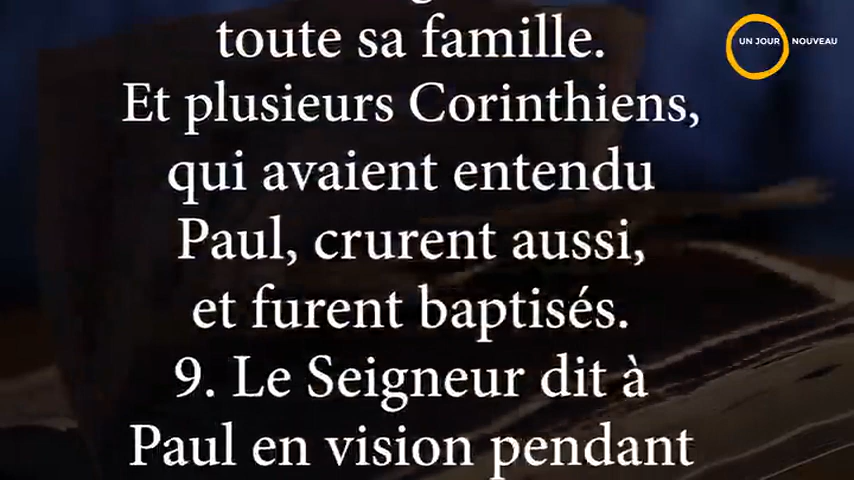 toute sa famille.
Et plusieurs Corinthiens,
qui avaient entendu
Paul, crurent aussi,
et furent baptisés.
9. Le Seigneur dit à
Paul en vision pendant
UN JOUR NOUVEAU